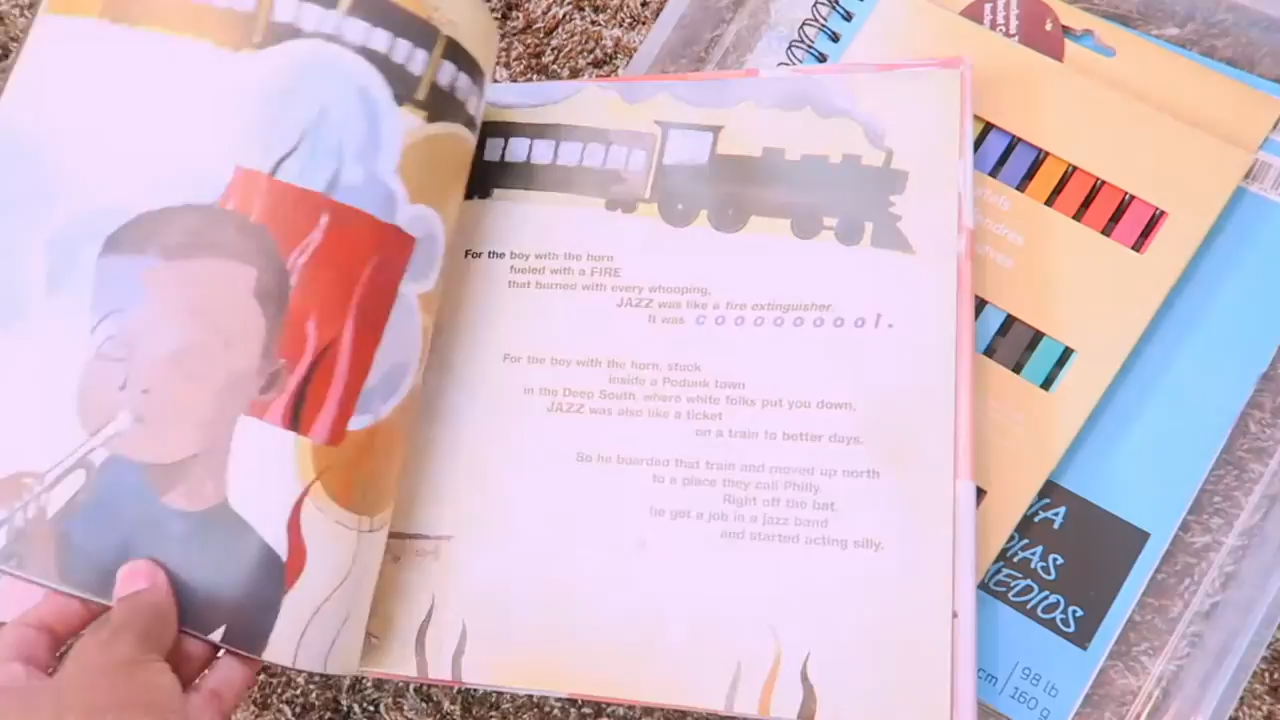 For the boy with the horn
fueled with a FIRE
that burned with every whooping,
JAZZ was like a fire extinguisher.
It was cooooooool.
For the boy with the horn, stuck
inside a Podunk town
in the Deep South where white folks put you down,
JAZZ was also like a ticket
on a train to better days.
So he boarded that train and moved up north
to a place they call Philly.
Right off the bat,
he got a job in a jazz band
and started acting silly.
IA
DIAS
MEDIOS
cm
98 lb
160 g